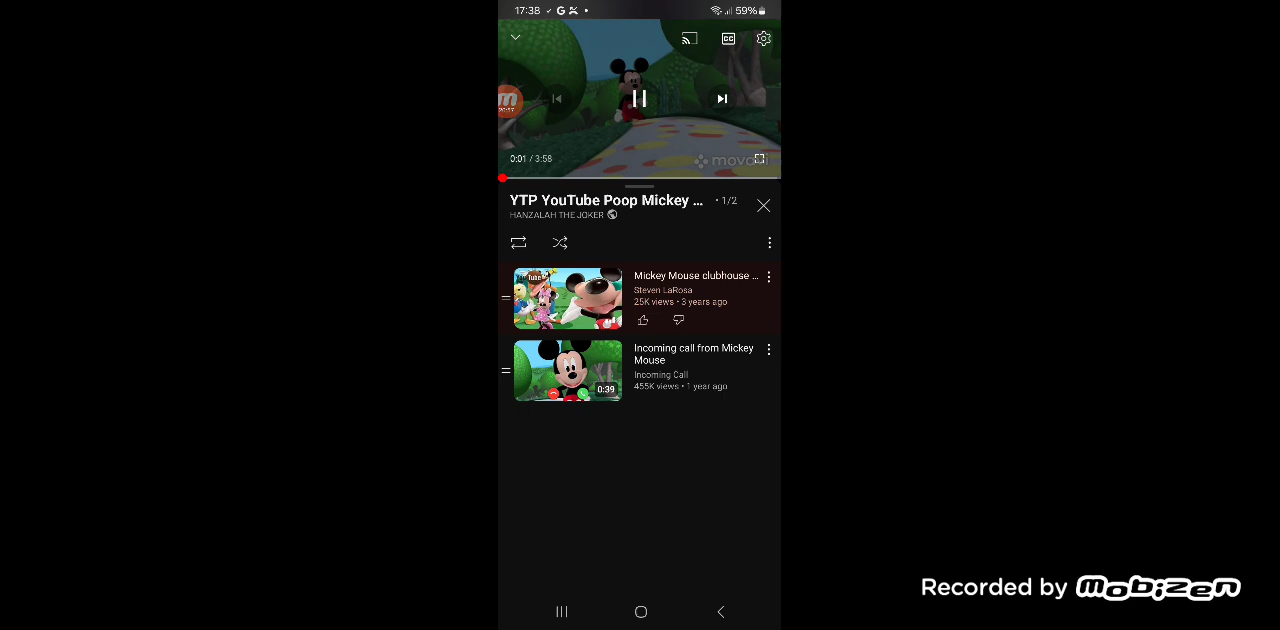 17:38
59%
CC
0:01 / 3:58
YTP YouTube Poop Mickey ... • 1/2
HANZALAH THE JOKER
Mickey Mouse clubhouse ...
Steven LaRosa
25K views • 3 years ago
Incoming call from Mickey
Mouse
Incoming Call
455K views • 1 year ago
0:39
Recorded by mobizen